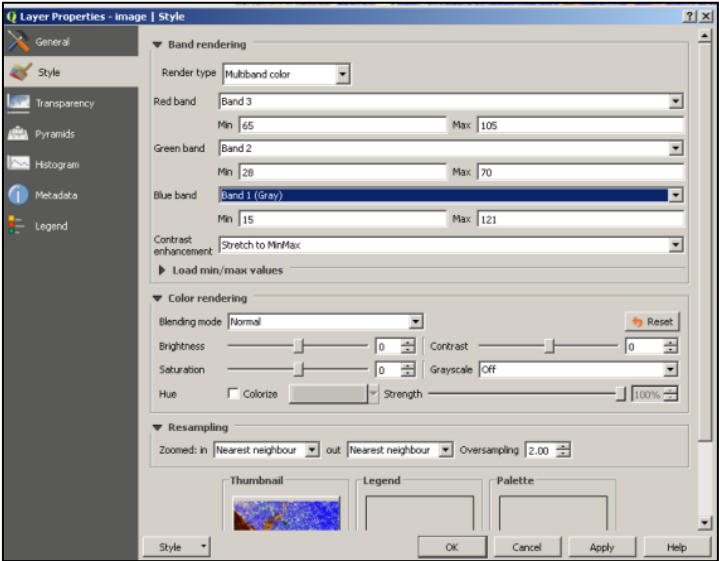 Layer Properties - image | Style
General
Style
Transparency
Pyramids
Histogram
Metadata
Legend
Band rendering
Render type Multiband color
Red band Band 3
Min 65 Max 105
Green band Band 2
Min 28 Max 70
Blue band Band 1 (Gray)
Min 15 Max 121
Contrast
enhancement Stretch to MinMax
Load min/max values
Color rendering
Blending mode Normal Reset
Brightness 0 Contrast 0
Saturation 0 Grayscale Off
Hue Colorize Strength 100%
Resampling
Zoomed: in Nearest neighbour out Nearest neighbour Oversampling 2.00
Thumbnail Legend Palette
Style OK Cancel Apply Help